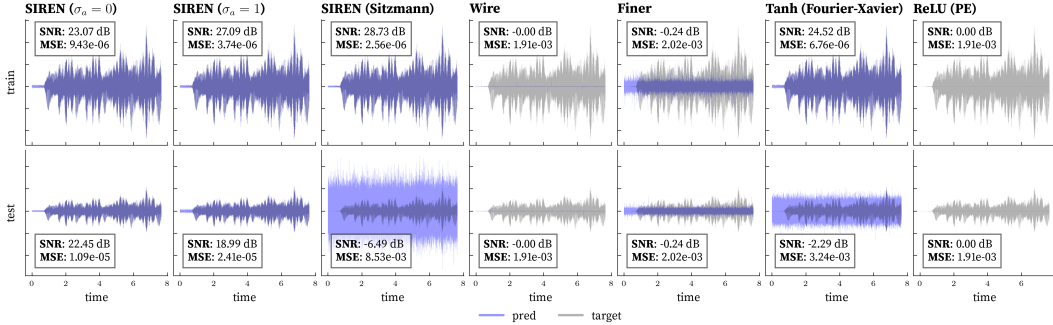 SIREN (σₐ = 0)
SIREN (σₐ = 1)
SIREN (Sitzmann)
Wire
Finer
Tanh (Fourier-Xavier)
ReLU (PE)
train
SNR: 23.07 dB
MSE: 9.43e-06
SNR: 27.09 dB
MSE: 3.74e-06
SNR: 28.73 dB
MSE: 2.56e-06
SNR: -0.00 dB
MSE: 1.91e-03
SNR: -0.24 dB
MSE: 2.02e-03
SNR: 24.52 dB
MSE: 6.76e-06
SNR: 0.00 dB
MSE: 1.91e-03
test
SNR: 22.45 dB
MSE: 1.09e-05
SNR: 18.99 dB
MSE: 2.41e-05
SNR: -6.49 dB
MSE: 8.53e-03
SNR: -0.00 dB
MSE: 1.91e-03
SNR: -0.24 dB
MSE: 2.02e-03
SNR: -2.29 dB
MSE: 3.24e-03
SNR: 0.00 dB
MSE: 1.91e-03
0 2 4 6 8
0 2 4 6 8
0 2 4 6 8
0 2 4 6 8
0 2 4 6 8
0 2 4 6 8
0 2 4 6
time
time
time
time
time
time
time
pred
target